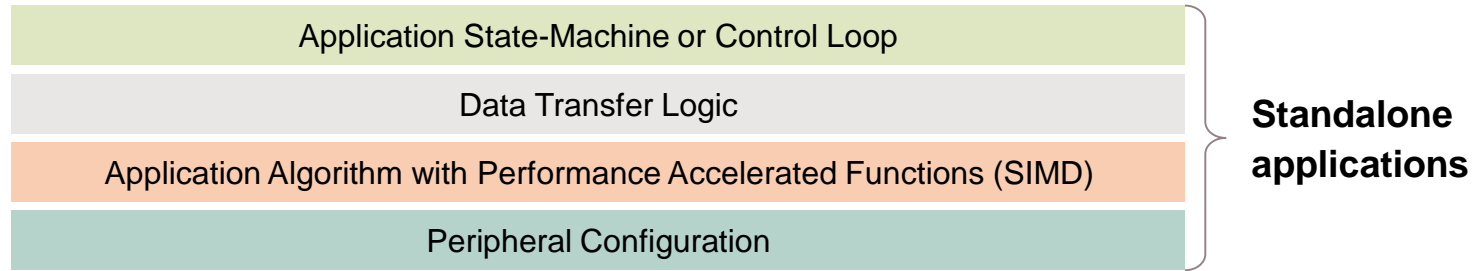 Application State-Machine or Control Loop
Data Transfer Logic
Application Algorithm with Performance Accelerated Functions (SIMD)
Peripheral Configuration
Standalone
applications